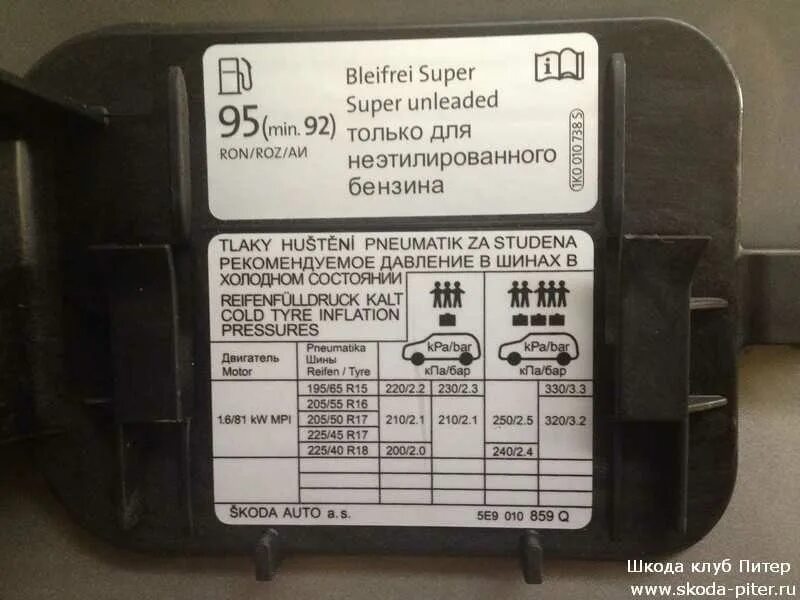 95 (min. 92)
RON/ROZ/АИ
Bleifrei Super
Super unleaded
только для
неэтилированного
бензина
i
1K0 010 738 S
TLAKY HUŠTĚNÍ PNEUMATIK ZA STUDENA
РЕКОМЕНДУЕМОЕ ДАВЛЕНИЕ В ШИНАХ В
ХОЛОДНОМ СОСТОЯНИИ
REIFENFÜLLDRUCK KALT
COLD TYRE INFLATION
PRESSURES
kPa/bar kPa/bar
кПа/бар кПа/бар
Двигатель
Motor
Pneumatika
Шины
Reifen / Tyre
195/65 R15 220/2.2 230/2.3 330/3.3
205/55 R16
1.6/81 kW MPI 205/50 R17 210/2.1 210/2.1 250/2.5 320/3.2
225/45 R17
225/40 R18 200/2.0 240/2.4
ŠKODA AUTO a.s. 5E9 010 859 Q
Шкода клуб Питер
www.skoda-piter.ru